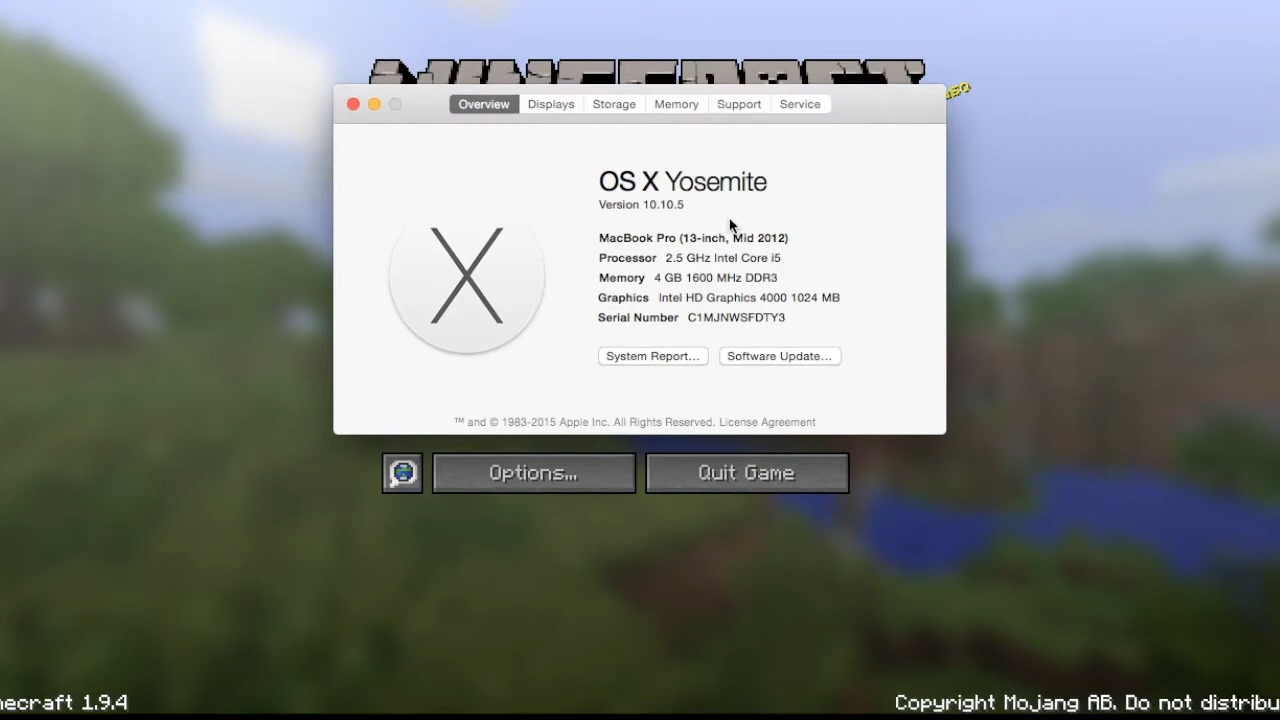 MINECRAFT
Overview Displays Storage Memory Support Service
OS X Yosemite
Version 10.10.5
MacBook Pro (13-inch, Mid 2012)
Processor 2.5 GHz Intel Core i5
Memory 4 GB 1600 MHz DDR3
Graphics Intel HD Graphics 4000 1024 MB
Serial Number C1MJNWSFDTY3
System Report... Software Update...
™ and © 1983-2015 Apple Inc. All Rights Reserved. License Agreement
X
Options... Quit Game
necraft 1.9.4 Copyright Mojang AB. Do not distribu